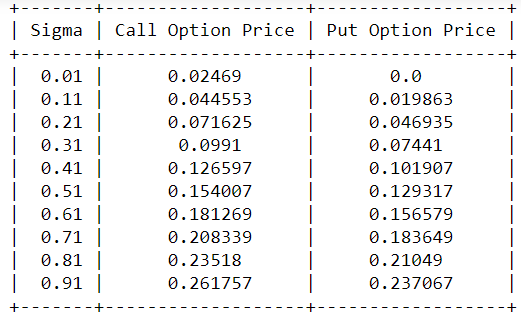 +-------+-------------------+------------------+
| Sigma | Call Option Price | Put Option Price |
+-------+-------------------+------------------+
| 0.01 | 0.02469 | 0.0 |
| 0.11 | 0.044553 | 0.019863 |
| 0.21 | 0.071625 | 0.046935 |
| 0.31 | 0.0991 | 0.07441 |
| 0.41 | 0.126597 | 0.101907 |
| 0.51 | 0.154007 | 0.129317 |
| 0.61 | 0.181269 | 0.156579 |
| 0.71 | 0.208339 | 0.183649 |
| 0.81 | 0.23518 | 0.21049 |
| 0.91 | 0.261757 | 0.237067 |
+-------+-------------------+------------------+